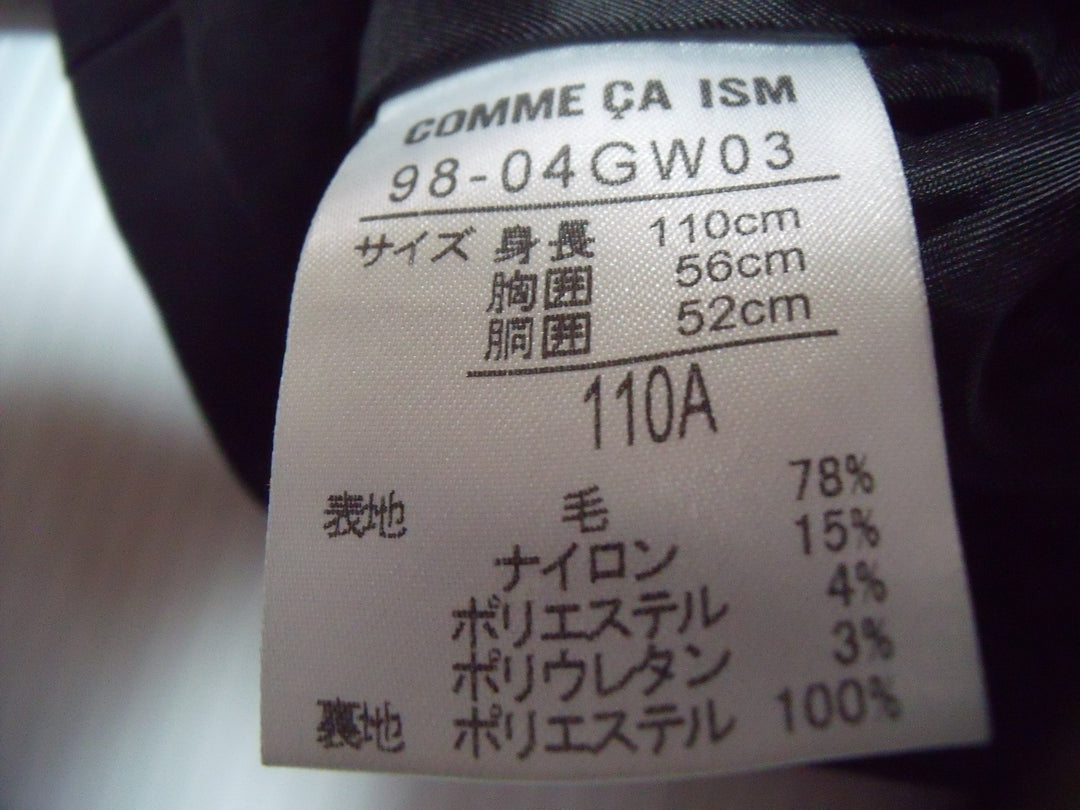 COMME ÇA ISM
98-04GW03
サイズ 身長 110cm
胸囲 56cm
胴囲 52cm
110A
表地 毛 78%
ナイロン 15%
ポリエステル 4%
ポリウレタン 3%
裏地 ポリエステル 100%